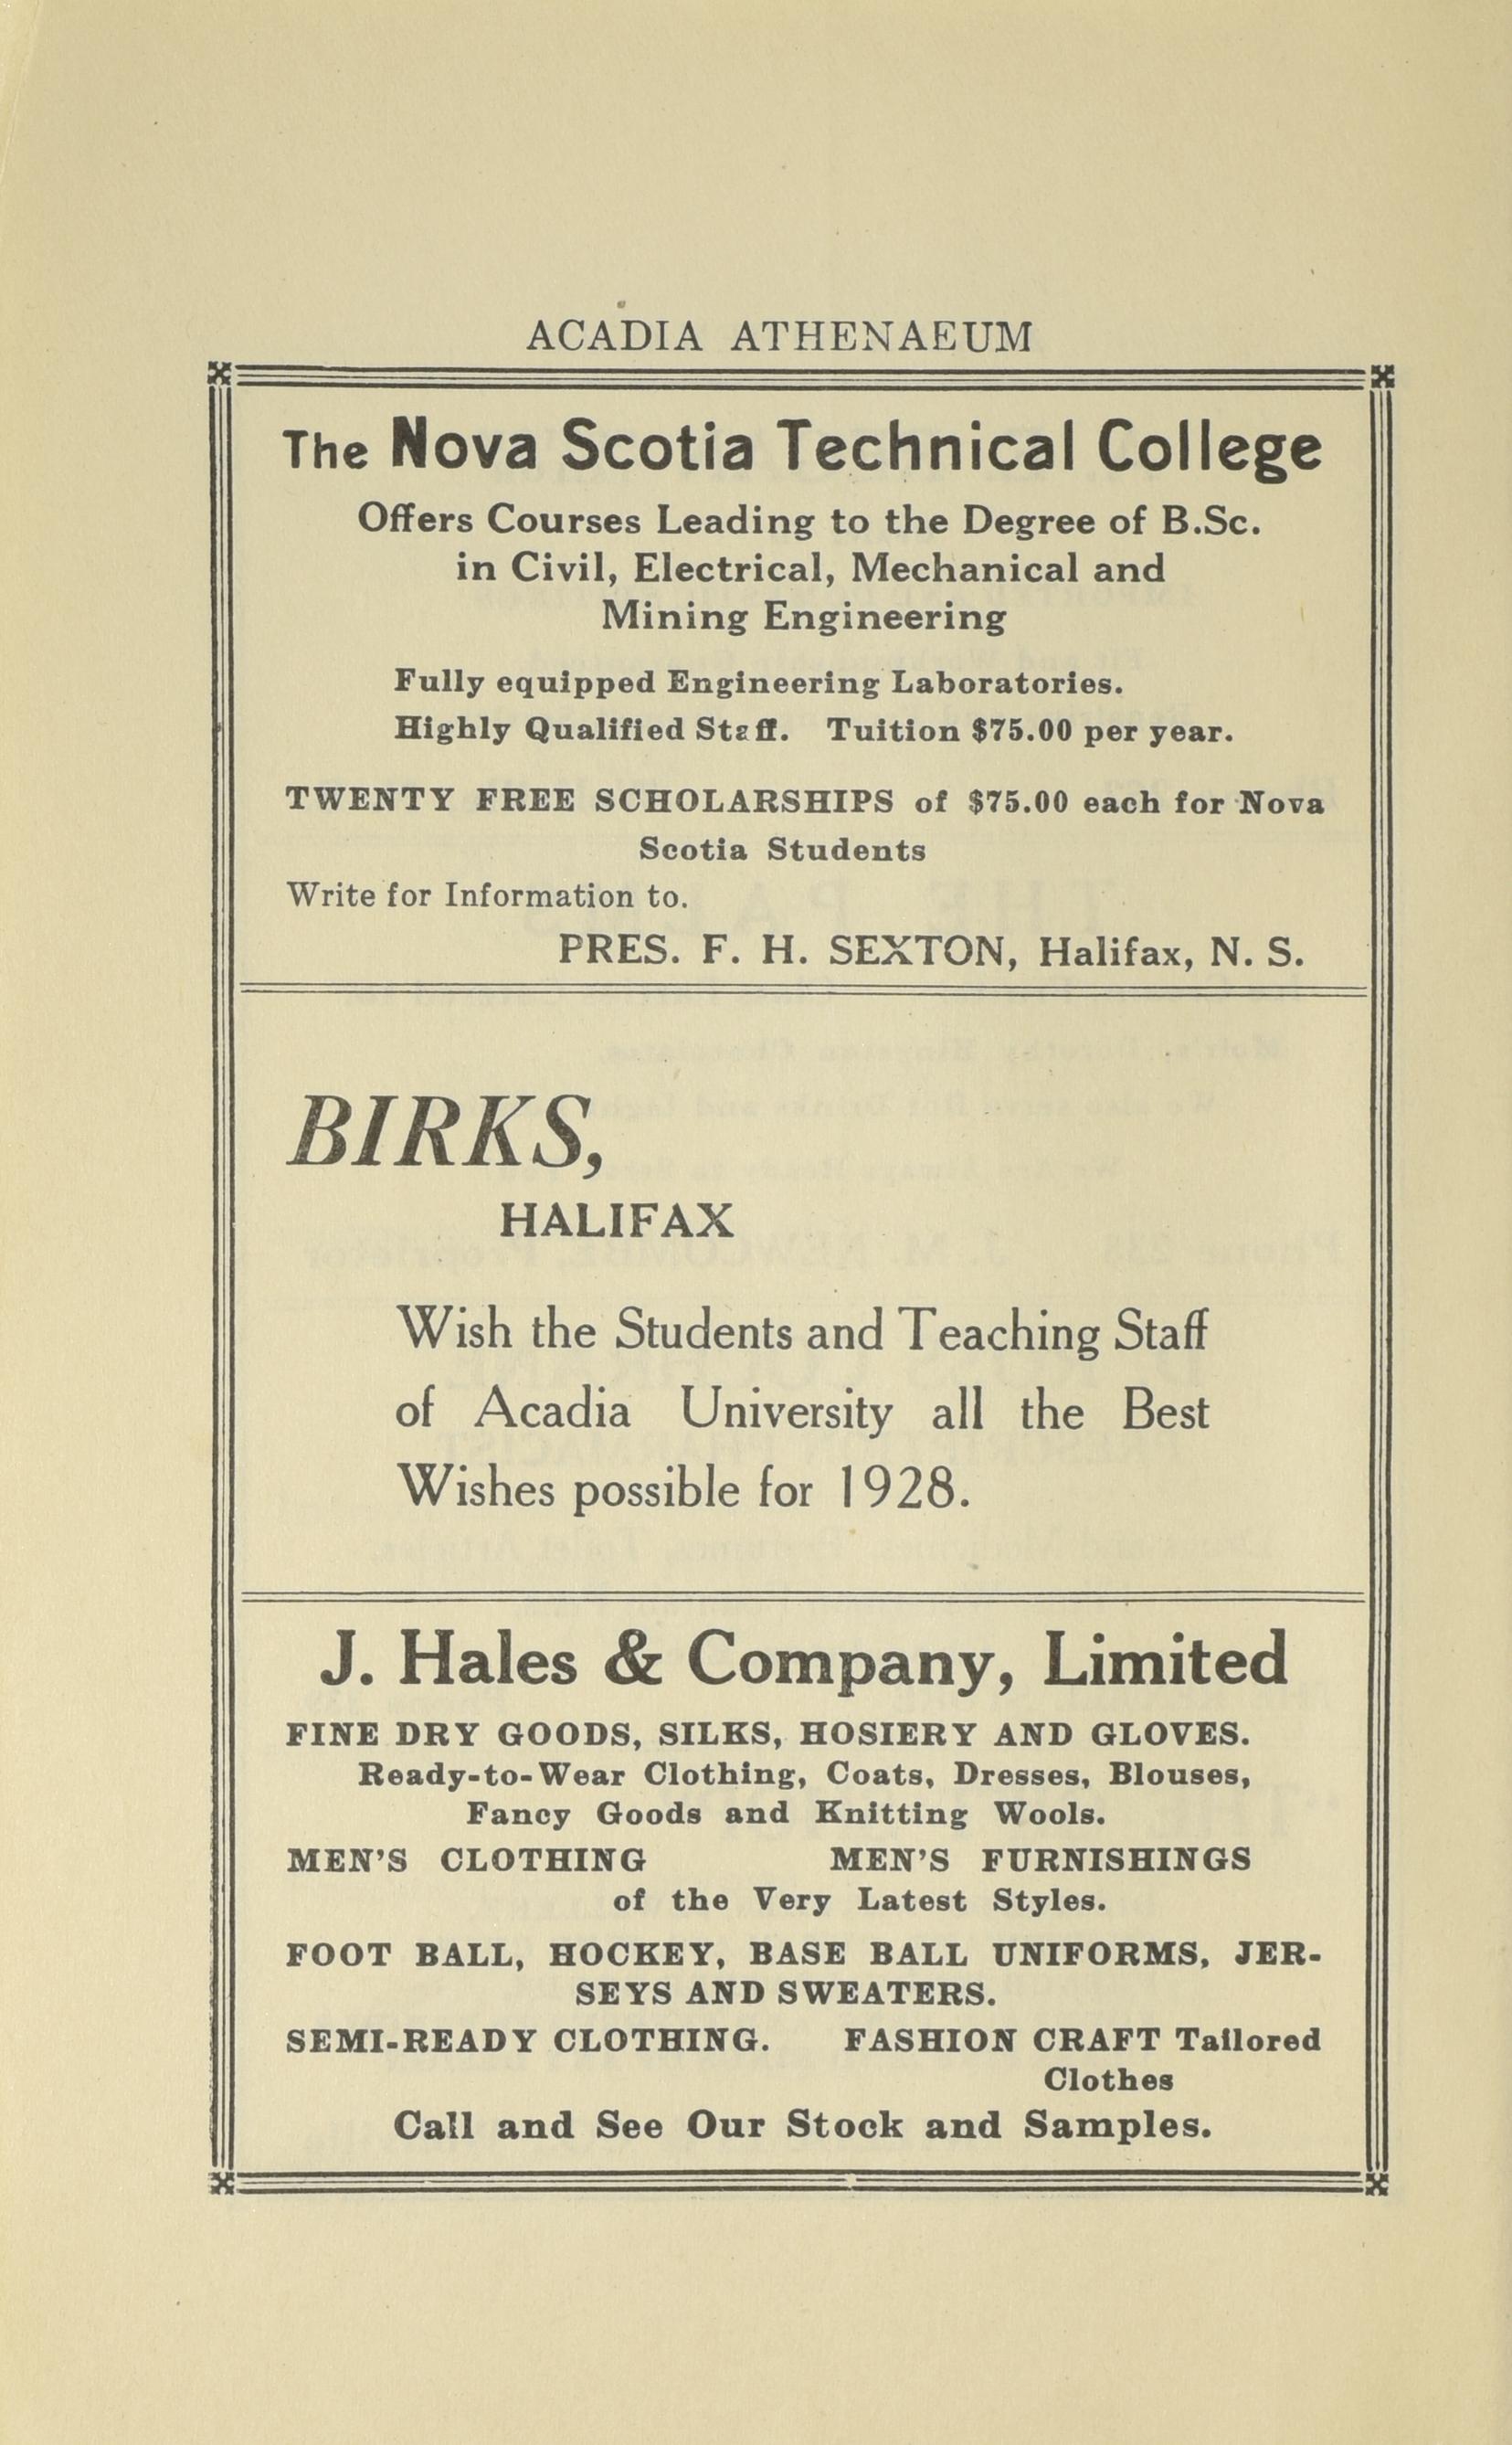 ACADIA ATHENAEUM
The Nova Scotia Technical College
Offers Courses Leading to the Degree of B.Sc.
in Civil, Electrical, Mechanical and
Mining Engineering
Fully equipped Engineering Laboratories.
Highly Qualified Staff. Tuition $75.00 per year.
TWENTY FREE SCHOLARSHIPS of $75.00 each for Nova
Scotia Students
Write for Information to.
PRES. F. H. SEXTON, Halifax, N. S.
BIRKS,
HALIFAX
Wish the Students and Teaching Staff
of Acadia University all the Best
Wishes possible for 1928.
J. Hales & Company, Limited
FINE DRY GOODS, SILKS, HOSIERY AND GLOVES.
Ready-to-Wear Clothing, Coats, Dresses, Blouses,
Fancy Goods and Knitting Wools.
MEN'S CLOTHING MEN'S FURNISHINGS
of the Very Latest Styles.
FOOT BALL, HOCKEY, BASE BALL UNIFORMS, JER-
SEYS AND SWEATERS.
SEMI-READY CLOTHING. FASHION CRAFT Tailored
Clothes
Call and See Our Stock and Samples.